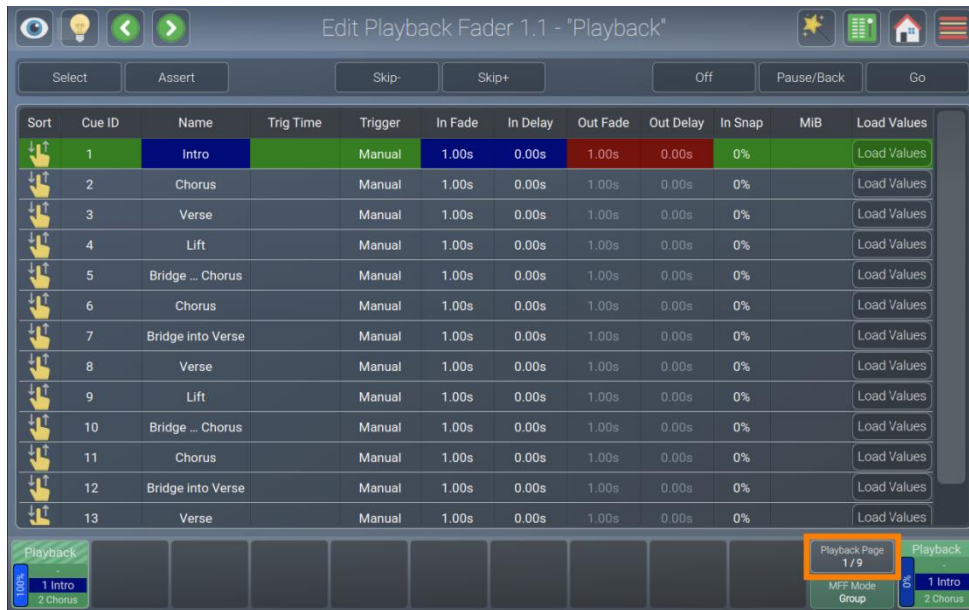 Edit Playback Fader 1.1 - "Playback"
Select Assert Skip- Skip+ Off Pause/Back Go
Sort Cue ID Name Trig Time Trigger In Fade In Delay Out Fade Out Delay In Snap MiB Load Values
1 Intro Manual 1.00s 0.00s 1.00s 0.00s 0% Load Values
2 Chorus Manual 1.00s 0.00s 1.00s 0.00s 0% Load Values
3 Verse Manual 1.00s 0.00s 1.00s 0.00s 0% Load Values
4 Lift Manual 1.00s 0.00s 1.00s 0.00s 0% Load Values
5 Bridge ... Chorus Manual 1.00s 0.00s 1.00s 0.00s 0% Load Values
6 Chorus Manual 1.00s 0.00s 1.00s 0.00s 0% Load Values
7 Bridge into Verse Manual 1.00s 0.00s 1.00s 0.00s 0% Load Values
8 Verse Manual 1.00s 0.00s 1.00s 0.00s 0% Load Values
9 Lift Manual 1.00s 0.00s 1.00s 0.00s 0% Load Values
10 Bridge ... Chorus Manual 1.00s 0.00s 1.00s 0.00s 0% Load Values
11 Chorus Manual 1.00s 0.00s 1.00s 0.00s 0% Load Values
12 Bridge into Verse Manual 1.00s 0.00s 1.00s 0.00s 0% Load Values
13 Verse Manual 1.00s 0.00s 1.00s 0.00s 0% Load Values
Playback
-
100%
1 Intro
2 Chorus
Playback Page
1 / 9
MFF Mode
Group
Playback
-
0%
1 Intro
2 Chorus